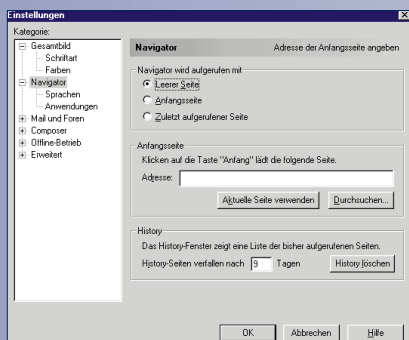 Einstellungen
Kategorie:
Gesamtbild
Schriftart
Farben
Navigator
Sprachen
Anwendungen
Mail und Foren
Composer
Offline-Betrieb
Erweitert
Navigator Adresse der Anfangsseite angeben
Navigator wird aufgerufen mit
Leerer Seite
Anfangsseite
Zuletzt aufgerufener Seite
Anfangsseite
Klicken auf die Taste "Anfang" lädt die folgende Seite.
Adresse:
Aktuelle Seite verwenden Durchsuchen...
History
Das History-Fenster zeigt eine Liste der bisher aufgerufenen Seiten.
History-Seiten verfallen nach 9 Tagen History löschen
OK Abbrechen Hilfe